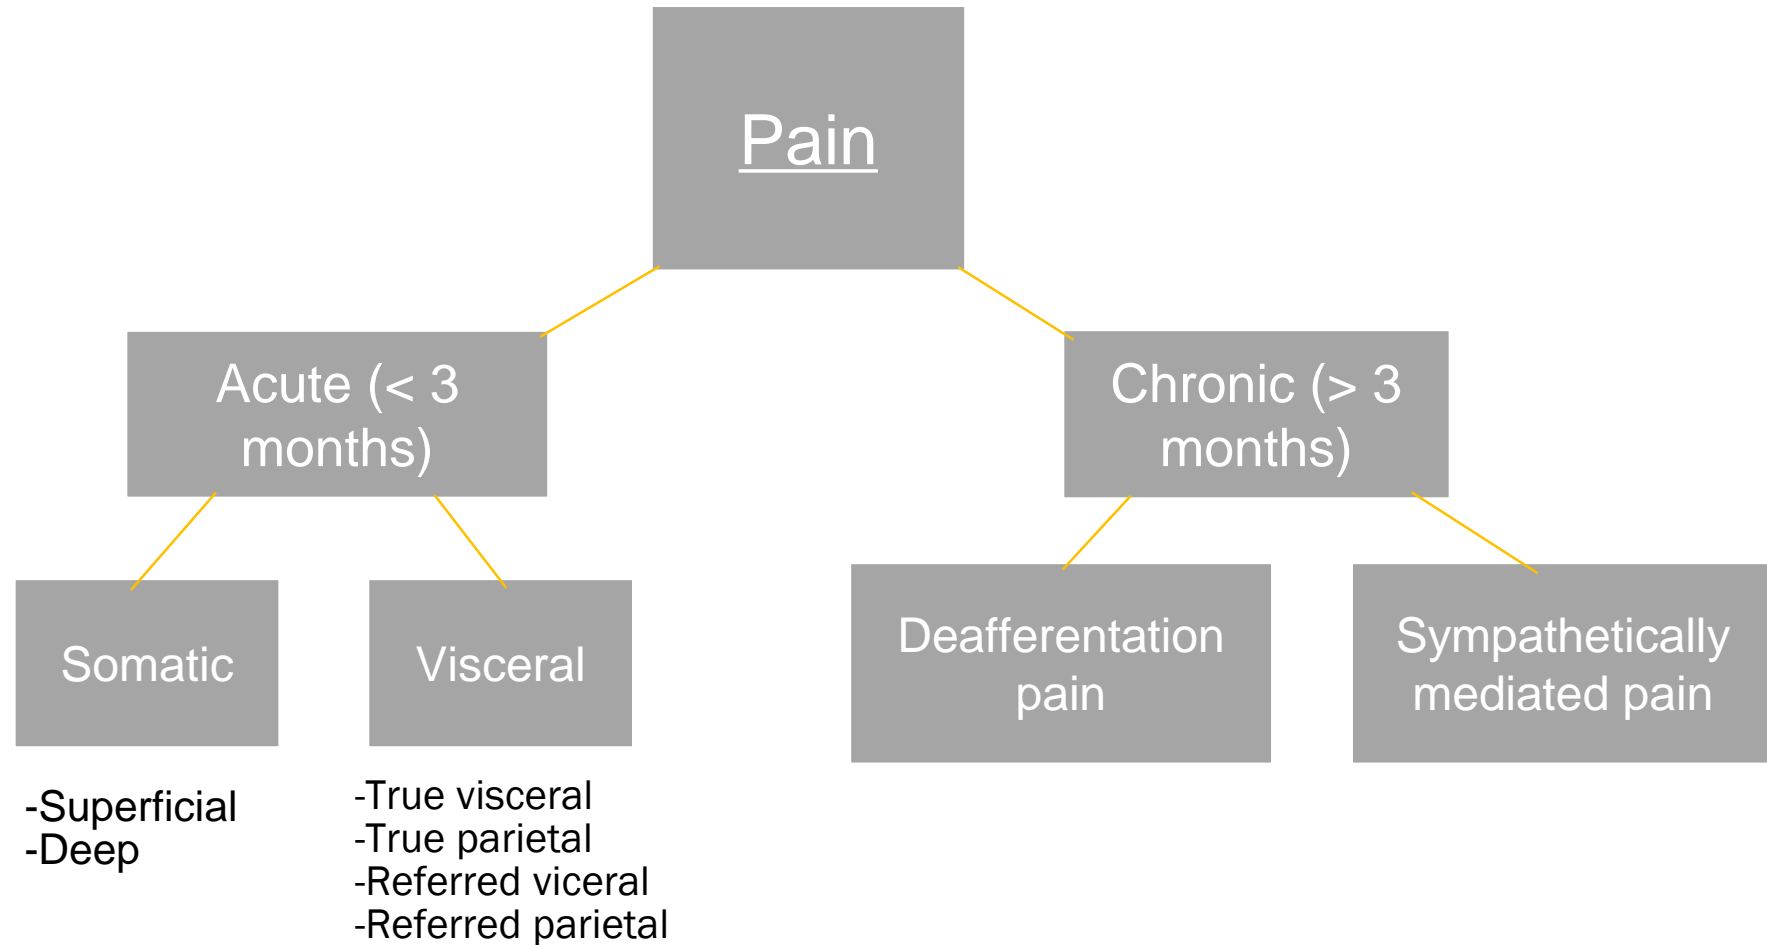 Pain
Acute (< 3
months)
Chronic (> 3
months)
Somatic
Visceral
Deafferentation
pain
Sympathetically
mediated pain
-Superficial
-Deep
-True visceral
-True parietal
-Referred viceral
-Referred parietal